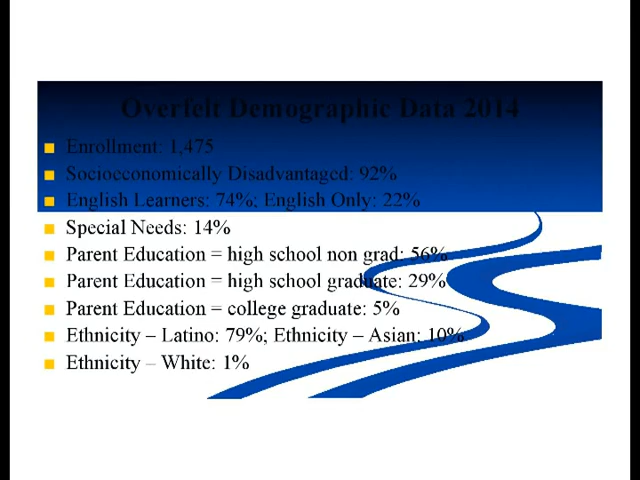 Overfelt Demographic Data 2014
Enrollment: 1,475
Socioeconomically Disadvantaged: 92%
English Learners: 74%; English Only: 22%
Special Needs: 14%
Parent Education = high school non grad: 56%
Parent Education = high school graduate: 29%
Parent Education = college graduate: 5%
Ethnicity – Latino: 79%; Ethnicity – Asian: 10%
Ethnicity – White: 1%